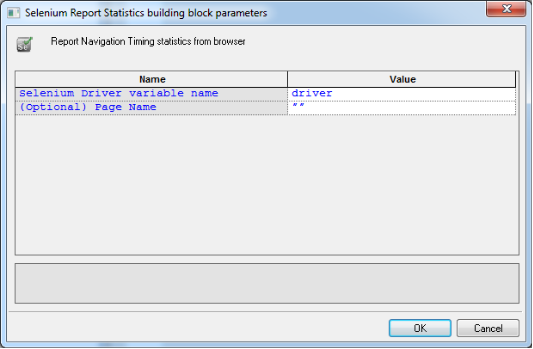 Selenium Report Statistics building block parameters
Report Navigation Timing statistics from browser
Name Value
Selenium Driver variable name driver
(Optional) Page Name ""
OK Cancel